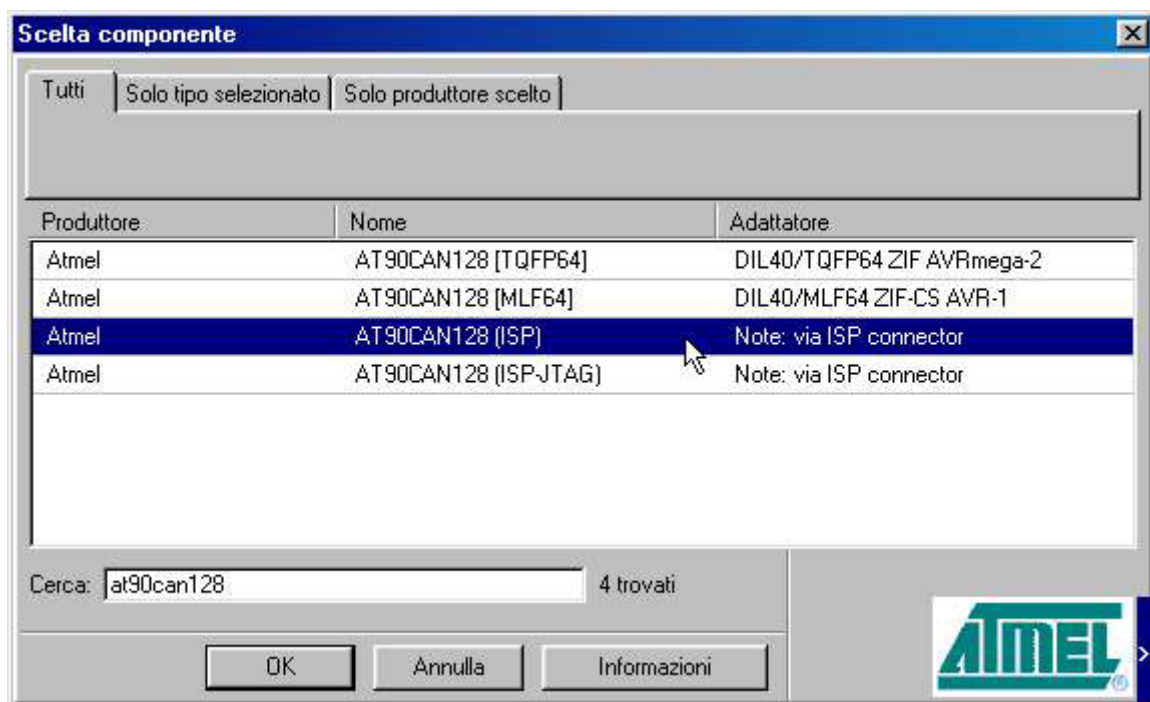 Scelta componente
Tutti Solo tipo selezionato Solo produttore scelto
Produttore Nome Adattatore
Atmel AT90CAN128 [TQFP64] DIL40/TQFP64 ZIF AVRmega-2
Atmel AT90CAN128 [MLF64] DIL40/MLF64 ZIF-CS AVR-1
Atmel AT90CAN128 (ISP) Note: via ISP connector
Atmel AT90CAN128 (ISP-JTAG) Note: via ISP connector
Cerca: at90can128 4 trovati
OK Annulla Informazioni
ATMEL ®